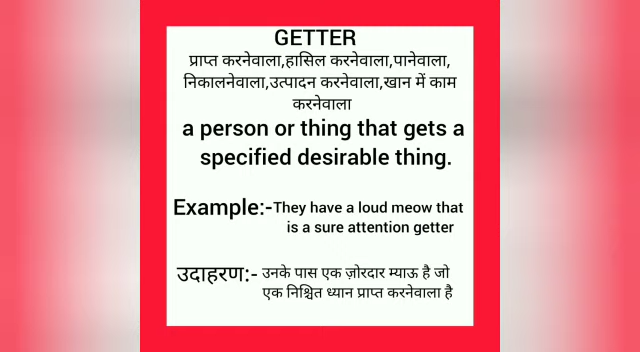 GETTER
प्राप्त करनेवाला,हासिल करनेवाला,पानेवाला,
निकालनेवाला,उत्पादन करनेवाला,खान में काम
करनेवाला
a person or thing that gets a
specified desirable thing.
Example:-They have a loud meow that
is a sure attention getter
उदाहरण:- उनके पास एक ज़ोरदार म्याऊ है जो
एक निश्चित ध्यान प्राप्त करनेवाला है